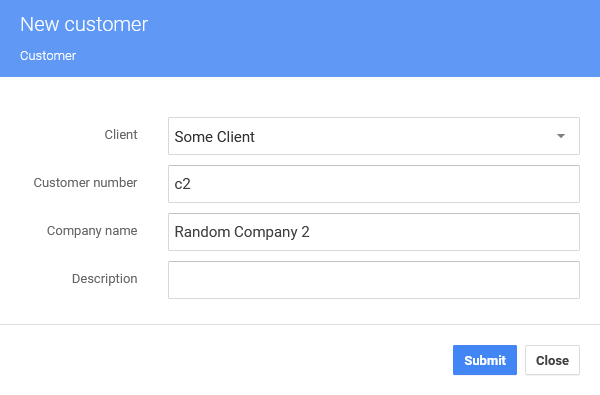 New customer
Customer
Client
Some Client
Customer number
c2
Company name
Random Company 2
Description
Submit
Close